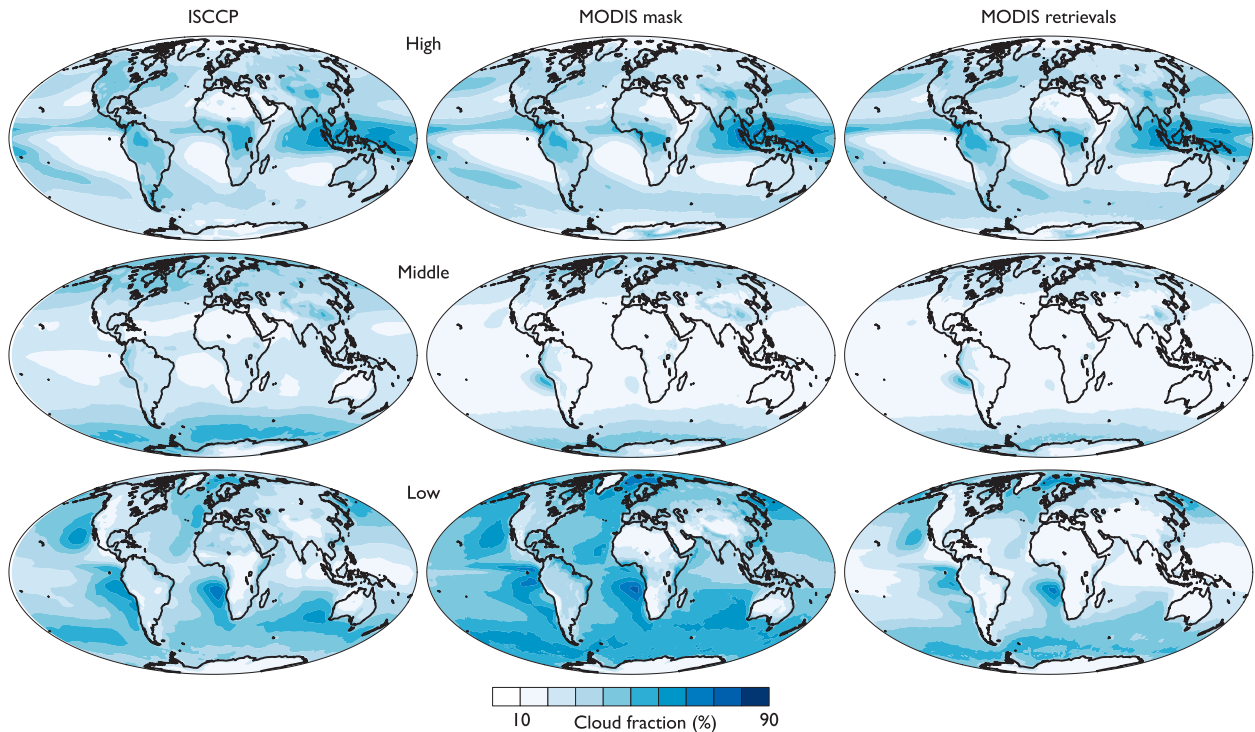 ISCCP
MODIS mask
MODIS retrievals
High
Middle
Low
10
Cloud fraction (%)
90